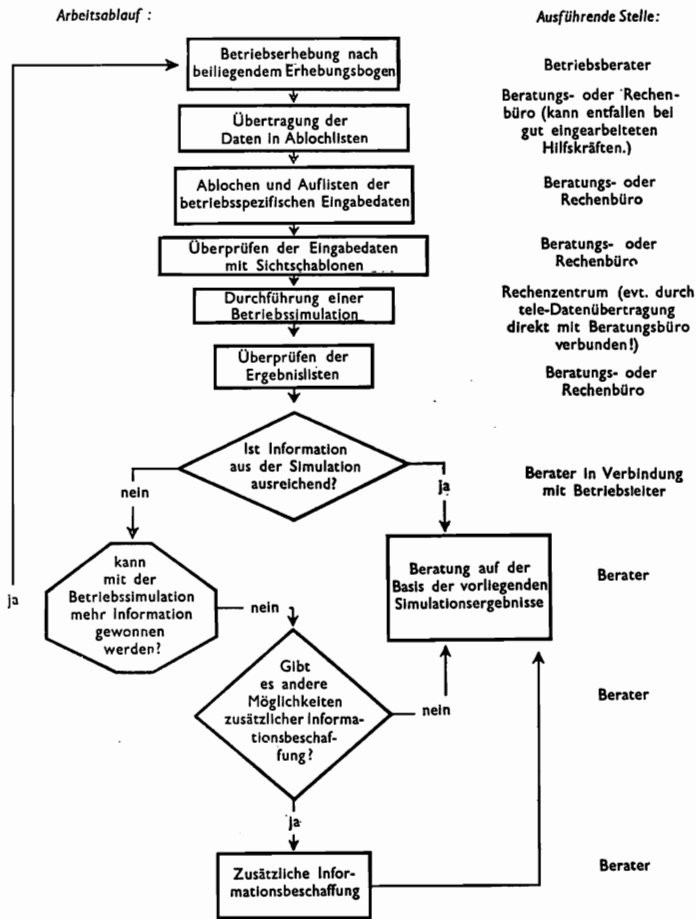 Arbeitsablauf :
Ausführende Stelle:
Betriebserhebung nach
beiliegendem Erhebungsbogen
Betriebsberater
Übertragung der
Daten in Ablochlisten
Beratungs- oder Rechen-
büro (kann entfallen bei
gut eingearbeiteten
Hilfskräften.)
Ablochen und Auflisten der
betriebsspezifischen Eingabedaten
Beratungs- oder
Rechenbüro
Überprüfen der Eingabedaten
mit Sichtschablonen
Beratungs- oder
Rechenbüro
Durchführung einer
Betriebssimulation
Rechenzentrum (evt. durch
tele-Datenübertragung
direkt mit Beratungsbüro
verbunden!)
Überprüfen der
Ergebnislisten
Beratungs- oder
Rechenbüro
Ist Information
aus der Simulation
ausreichend?
Berater in Verbindung
mit Betriebsleiter
nein
ja
kann
mit der
Betriebssimulation
mehr Information
gewonnen
werden?
ja
nein
Beratung auf der
Basis der vorliegenden
Simulationsergebnisse
Berater
Gibt
es andere
Möglichkeiten
zusätzlicher Informa-
tionsbeschaf-
fung?
nein
Berater
ja
Zusätzliche Infor-
mationsbeschaffung
Berater